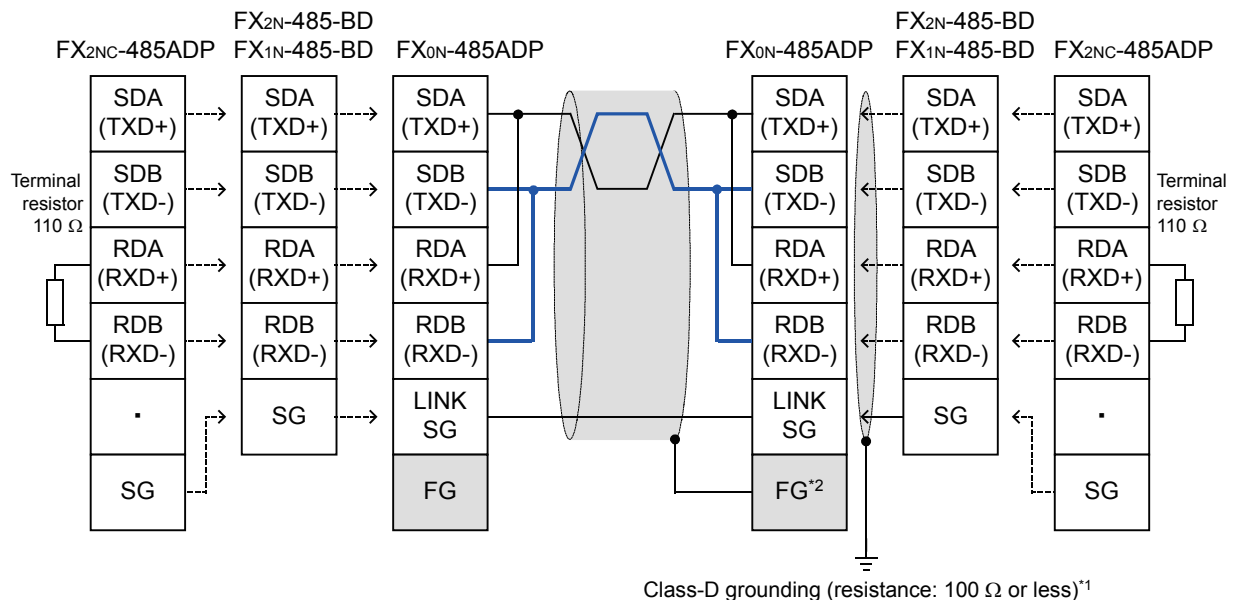 FX2N-485-BD
FX2NC-485ADP FX1N-485-BD FX0N-485ADP
FX2N-485-BD
FX0N-485ADP FX1N-485-BD FX2NC-485ADP
Terminal
resistor
110 Ω
SDA
(TXD+)
SDB
(TXD-)
RDA
(RXD+)
RDB
(RXD-)
.
SG
SDA
(TXD+)
SDB
(TXD-)
RDA
(RXD+)
RDB
(RXD-)
SG
SDA
(TXD+)
SDB
(TXD-)
RDA
(RXD+)
RDB
(RXD-)
LINK
SG
FG
SDA
(TXD+)
SDB
(TXD-)
RDA
(RXD+)
RDB
(RXD-)
LINK
SG
FG*2
SDA
(TXD+)
SDB
(TXD-)
RDA
(RXD+)
RDB
(RXD-)
SG
SDA
(TXD+)
SDB
(TXD-)
RDA
(RXD+)
RDB
(RXD-)
.
SG
Terminal
resistor
110 Ω
Class-D grounding (resistance: 100 Ω or less)*1